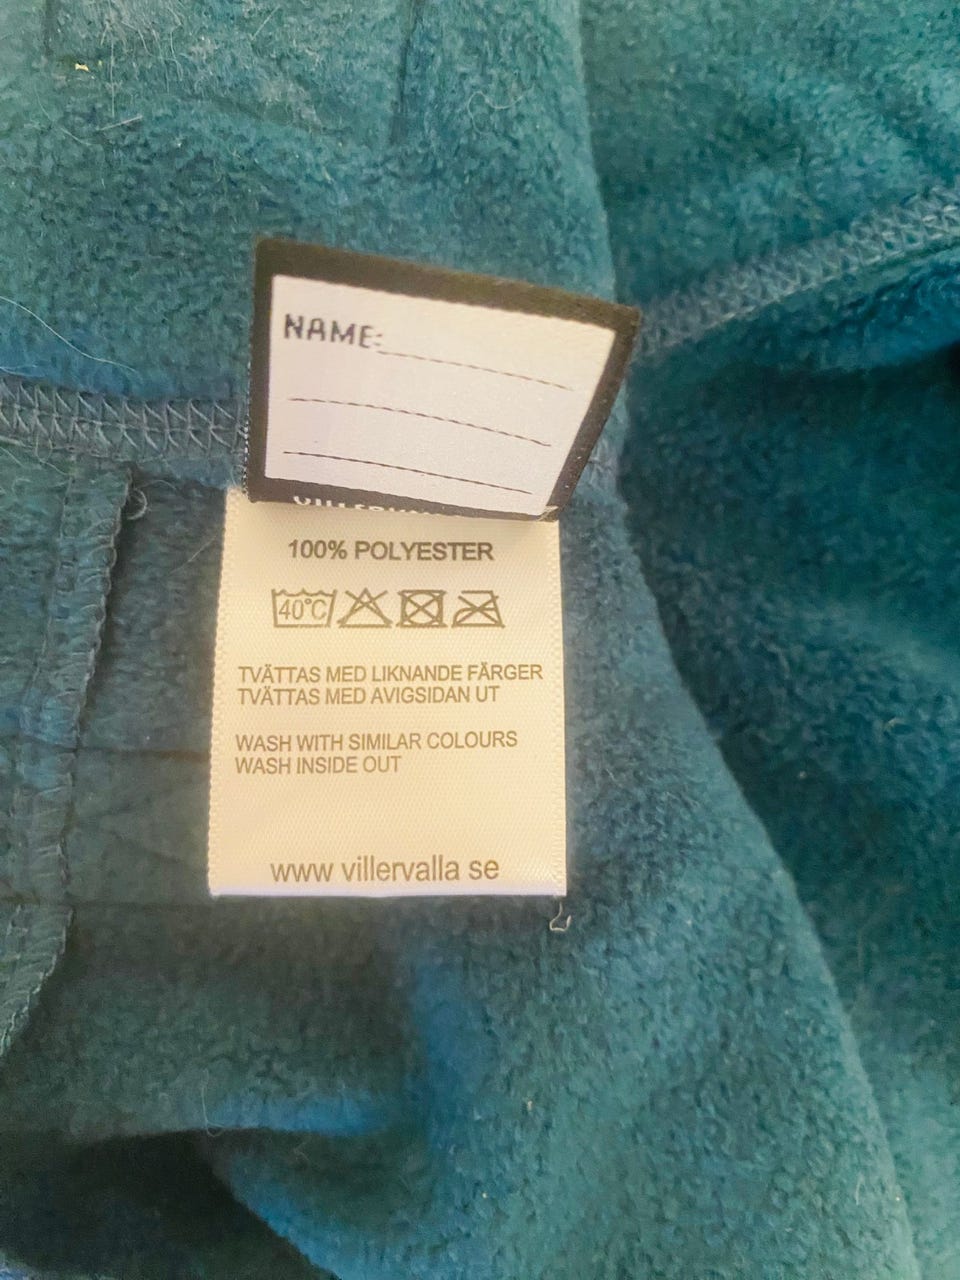 NAME:
100% POLYESTER
40°C
TVÄTTAS MED LIKNANDE FÄRGER
TVÄTTAS MED AVIGSIDAN UT
WASH WITH SIMILAR COLOURS
WASH INSIDE OUT
www villervalla se